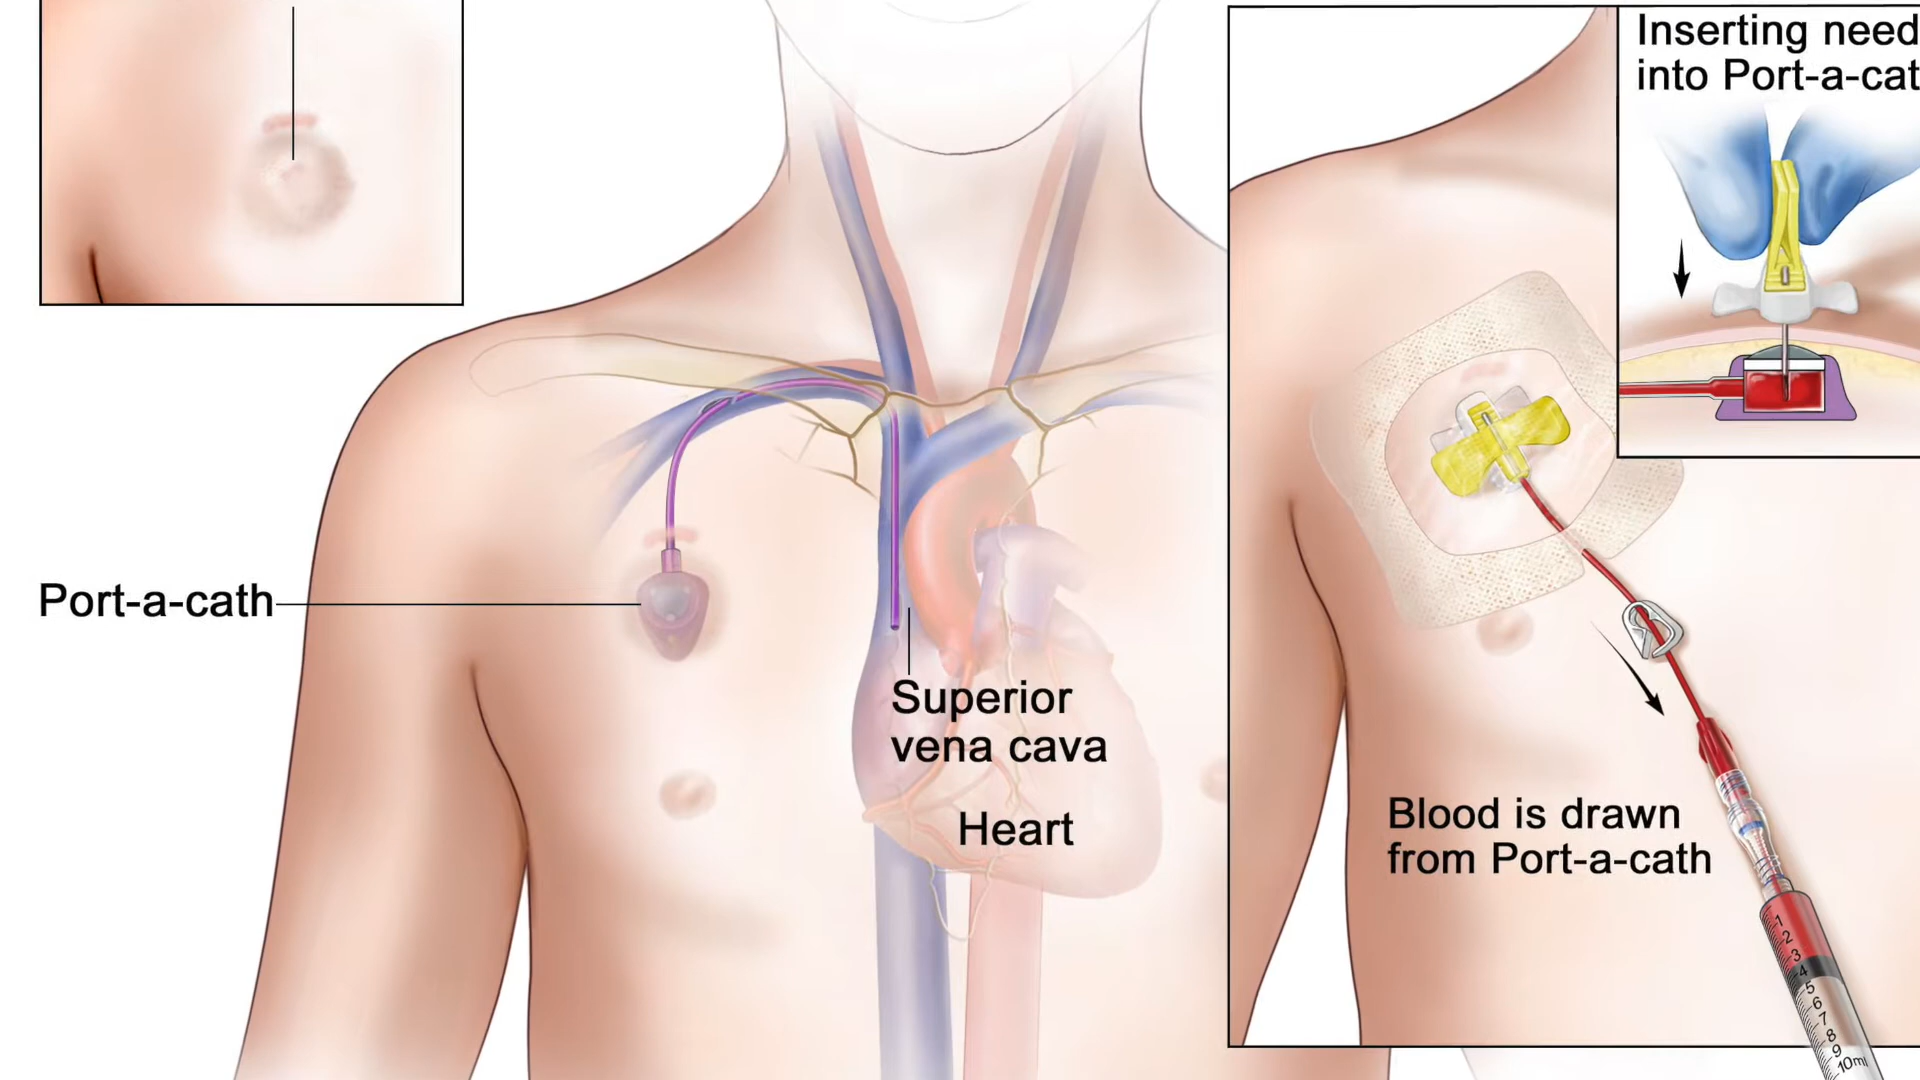 Inserting need
into Port-a-cat
Port-a-cath
Superior
vena cava
Heart
Blood is drawn
from Port-a-cath
1
2
3
4
5
6
7
8
9
10ml